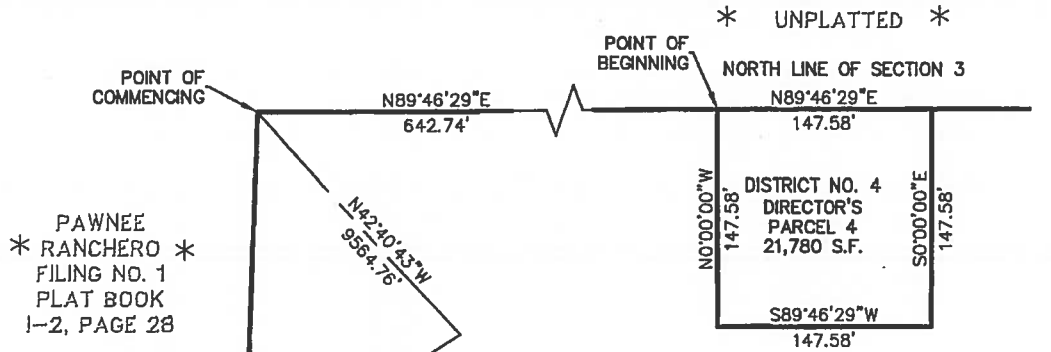 * UNPLATTED *
POINT OF
BEGINNING
NORTH LINE OF SECTION 3
POINT OF
COMMENCING
N89°46'29"E
642.74'
N89°46'29"E
147.58'
N42°40'43"W
9564.76'
N0°00'00"W
147.58'
DISTRICT NO. 4
DIRECTOR'S
PARCEL 4
21,780 S.F.
S0°00'00"E
147.58'
PAWNEE
* RANCHERO *
FILING NO. 1
PLAT BOOK
I-2, PAGE 28
S89°46'29"W
147.58'